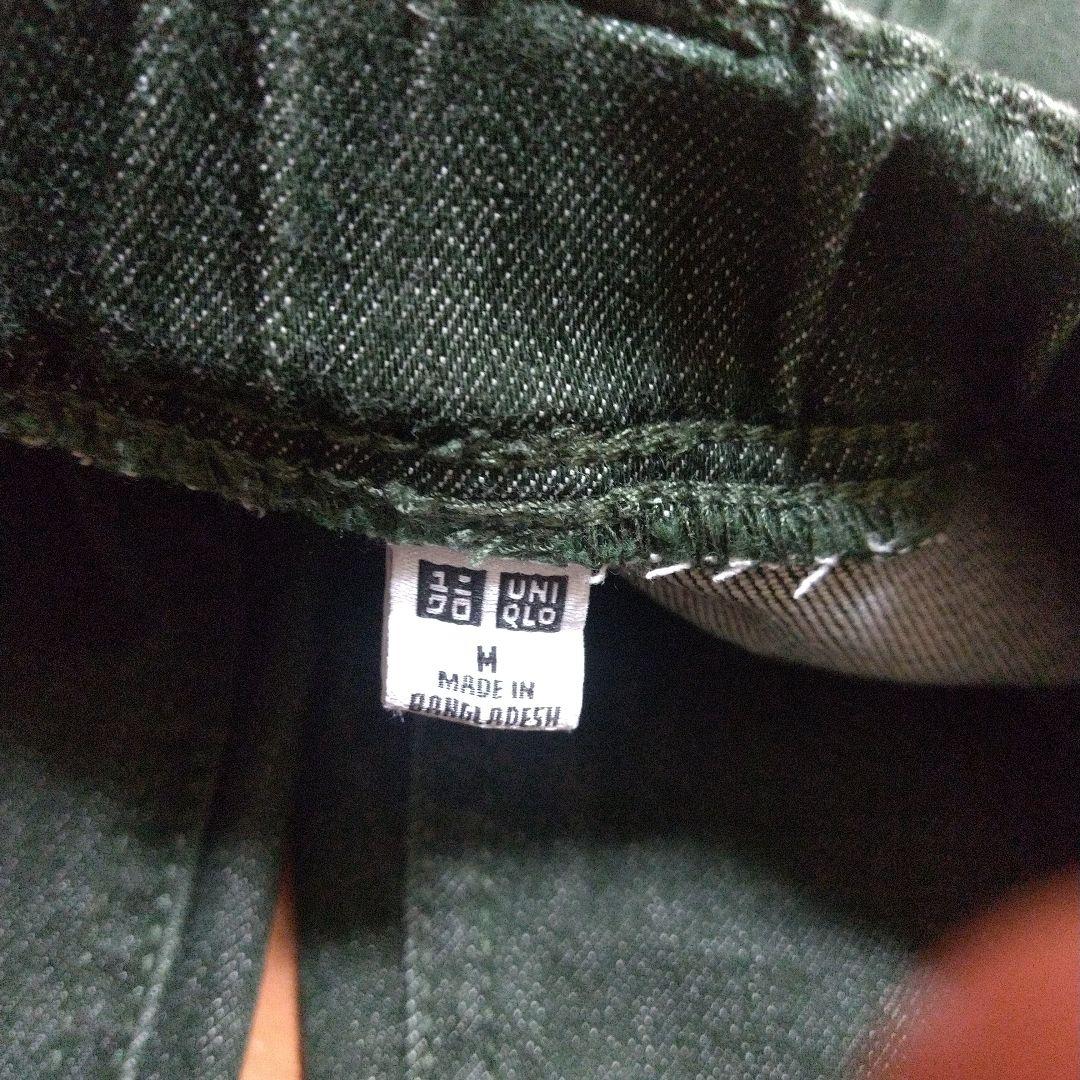 ユニ UNI
クロ QLO
M
MADE IN
BANGLADESH